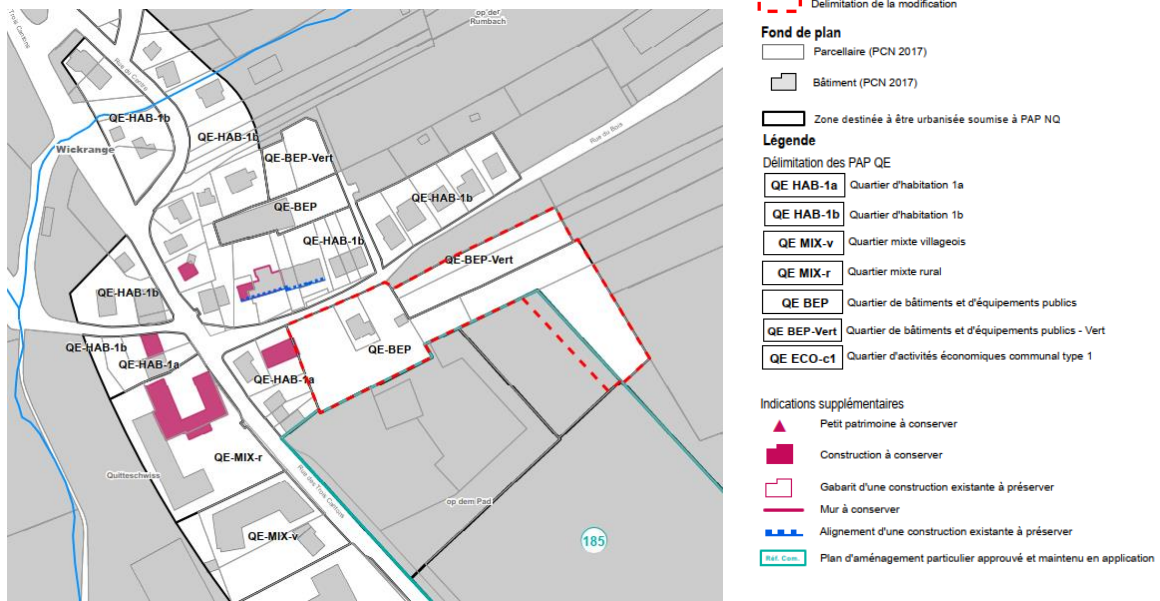 Trois Cantons
op der
Rumbach
Rue du Centre
QE-HAB-1b
QE-HAB-1b
Wickrange
QE-BEP-Vert
Rue du Bois
QE-BEP
QE-HAB-1b
QE-HAB-1b
QE-BEP-Vert
QE-HAB-1b
QE-HAB-1b
QE-HAB-1a
QE-BEP
QE-HAB-1a
QE-MIX-r
Quitteschwiss
Rue des Trois Cantons
op dem Pad
185
QE-MIX-v
Délimitation de la modification
Fond de plan
Parcellaire (PCN 2017)
Bâtiment (PCN 2017)
Zone destinée à être urbanisée soumise à PAP NQ
Légende
Délimitation des PAP QE
QE HAB-1a Quartier d'habitation 1a
QE HAB-1b Quartier d'habitation 1b
QE MIX-v Quartier mixte villageois
QE MIX-r Quartier mixte rural
QE BEP Quartier de bâtiments et d'équipements publics
QE BEP-Vert Quartier de bâtiments et d'équipements publics - Vert
QE ECO-c1 Quartier d'activités économiques communal type 1
Indications supplémentaires
Petit patrimoine à conserver
Construction à conserver
Gabarit d'une construction existante à préserver
Mur à conserver
Alignement d'une construction existante à préserver
Réf. Com. Plan d'aménagement particulier approuvé et maintenu en application